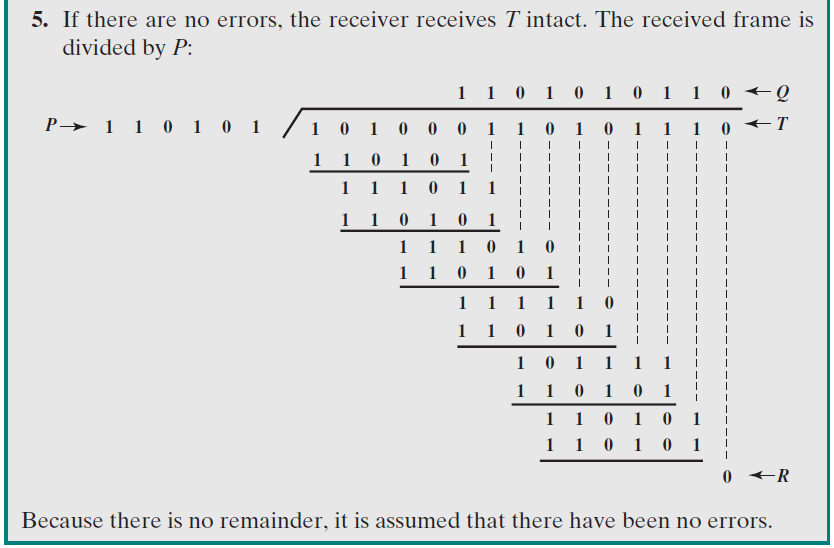 5. If there are no errors, the receiver receives T intact. The received frame is
divided by P:
1 1 0 1 0 1 0 1 1 0 ←Q
P→ 1 1 0 1 0 1 / 1 0 1 0 0 0 1 1 0 1 0 1 1 1 0 ←T
1 1 0 1 0 1
1 1 1 0 1 1
1 1 0 1 0 1
1 1 1 0 1 0
1 1 0 1 0 1
1 1 1 1 1 0
1 1 0 1 0 1
1 0 1 1 1 1
1 1 0 1 0 1
1 1 0 1 0 1
1 1 0 1 0 1
0 ←R
Because there is no remainder, it is assumed that there have been no errors.